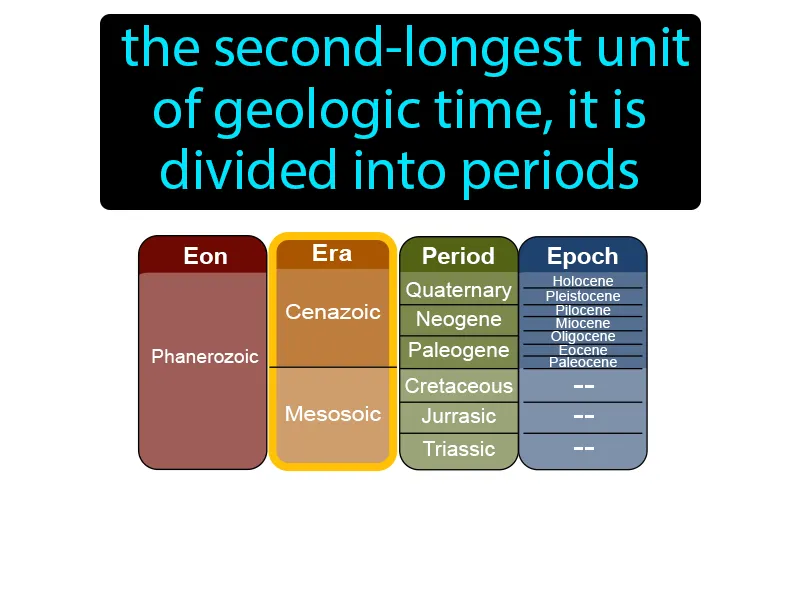 the second-longest unit
of geologic time, it is
divided into periods
Eon
Era
Period
Epoch
Phanerozoic
Cenazoic
Mesosoic
Quaternary
Neogene
Paleogene
Cretaceous
Jurrasic
Triassic
Holocene
Pleistocene
Pilocene
Miocene
Oligocene
Eocene
Paleocene
--
--
--